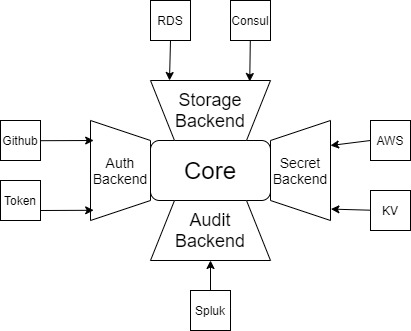 RDS
Consul
Storage
Backend
Github
Auth
Backend
Core
Secret
Backend
AWS
Token
KV
Audit
Backend
Spluk